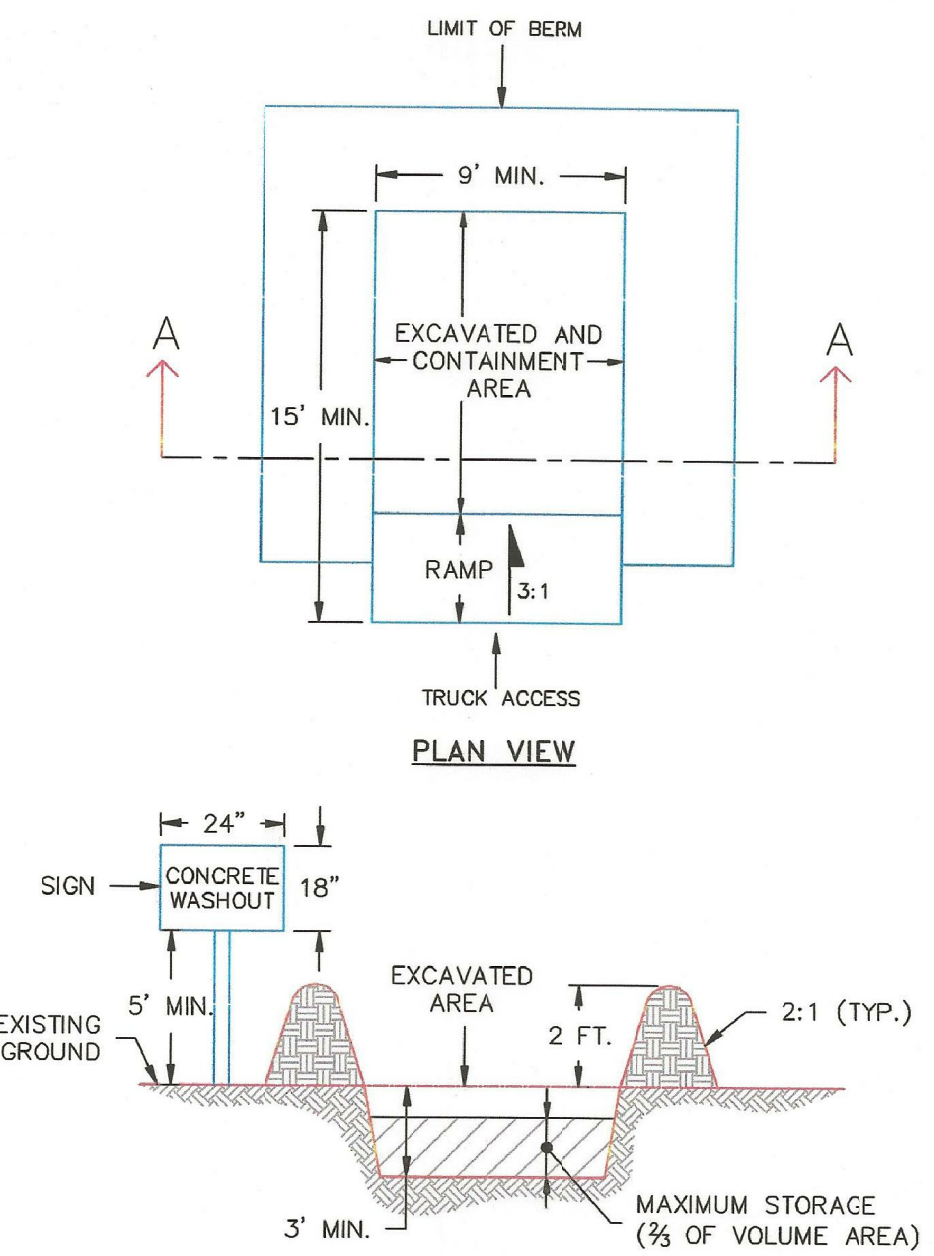 LIMIT OF BERM
9' MIN.
A
A
EXCAVATED AND
CONTAINMENT
AREA
15' MIN.
RAMP
3:1
TRUCK ACCESS
PLAN VIEW
24"
SIGN
CONCRETE
WASHOUT
18"
5' MIN.
EXISTING
GROUND
EXCAVATED
AREA
2 FT.
2:1 (TYP.)
3' MIN.
MAXIMUM STORAGE
(⅔ OF VOLUME AREA)